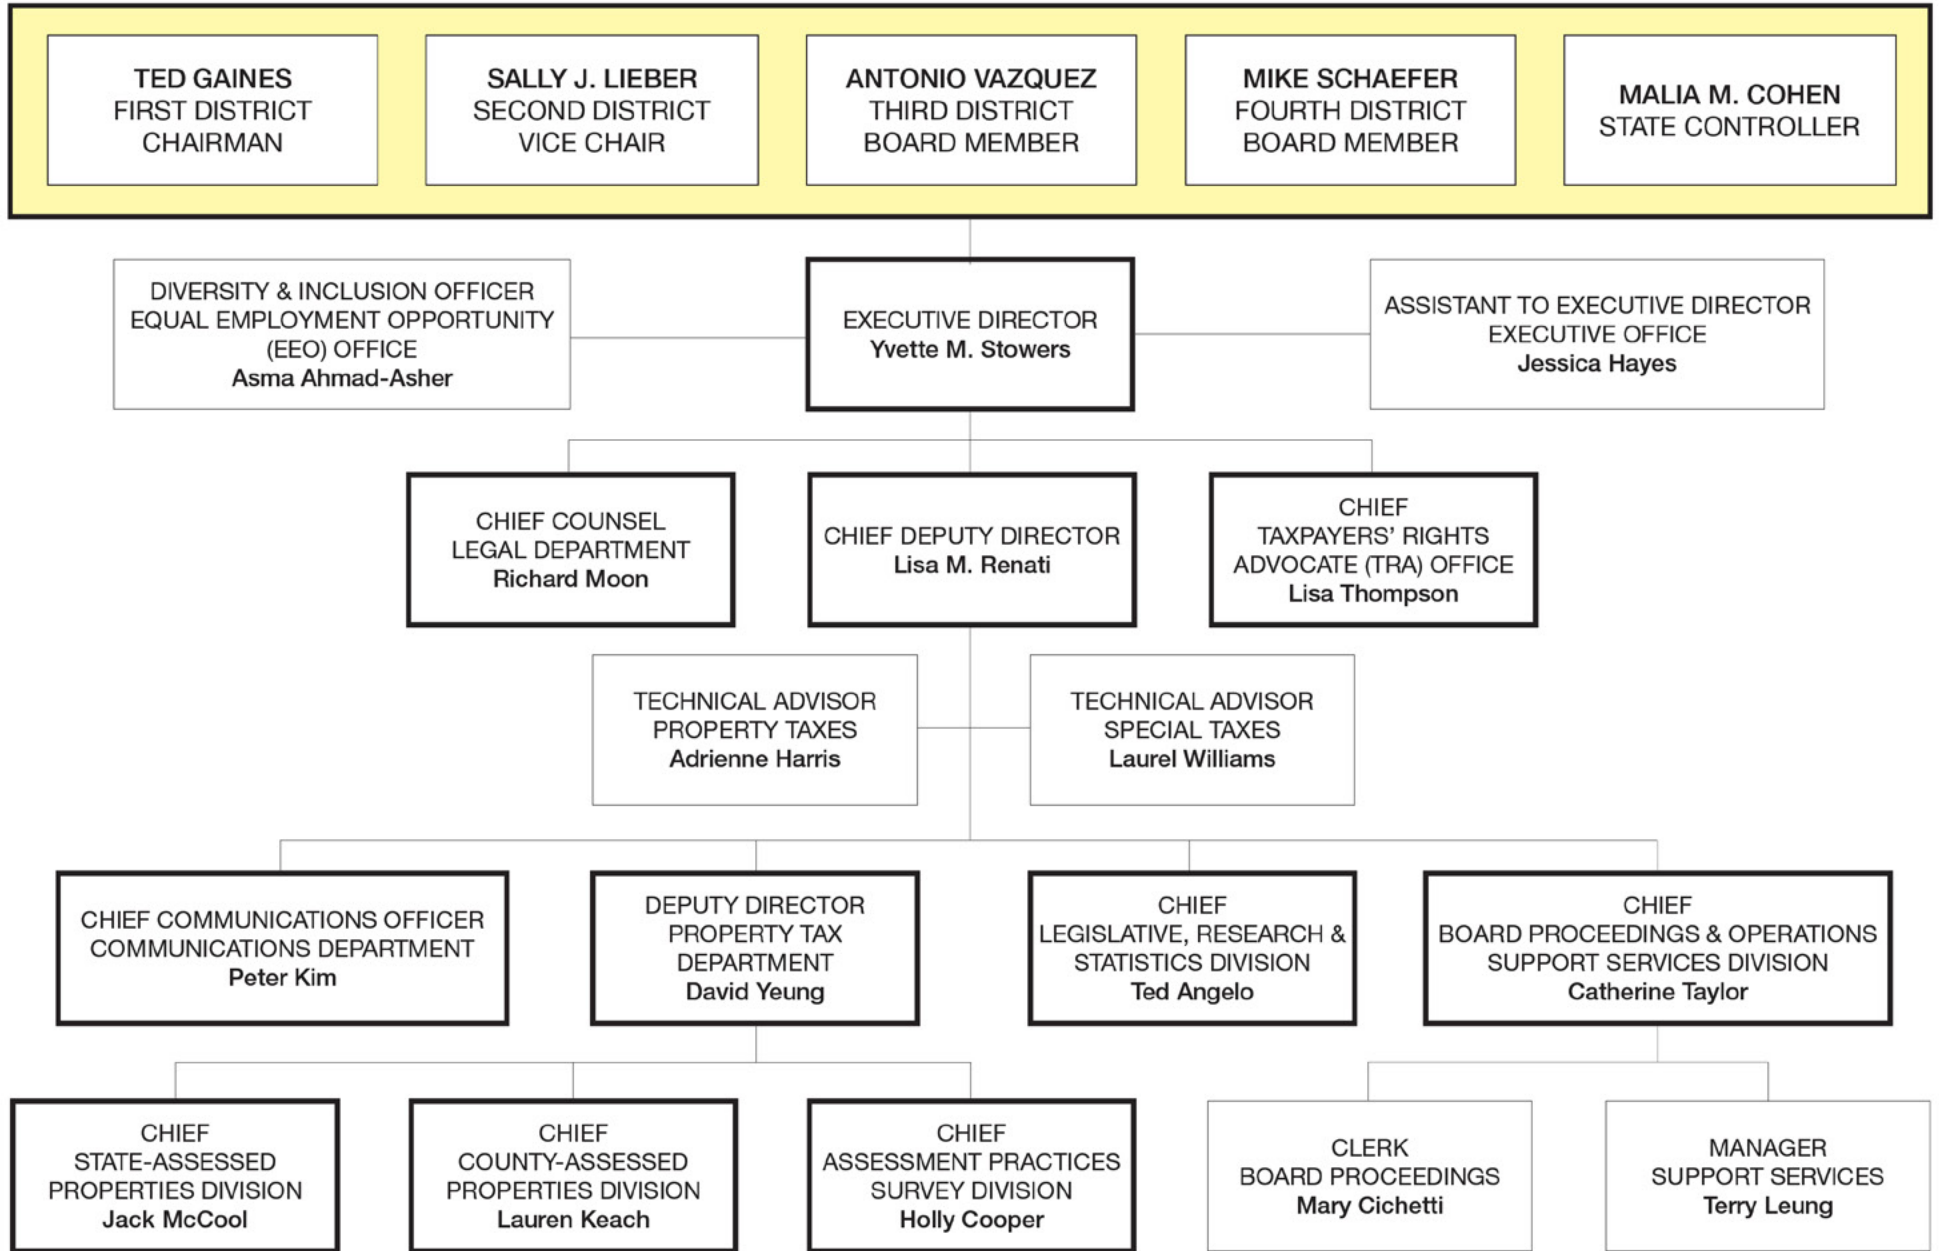 TED GAINES
FIRST DISTRICT
CHAIRMAN
SALLY J. LIEBER
SECOND DISTRICT
VICE CHAIR
ANTONIO VAZQUEZ
THIRD DISTRICT
BOARD MEMBER
MIKE SCHAEFER
FOURTH DISTRICT
BOARD MEMBER
MALIA M. COHEN
STATE CONTROLLER
DIVERSITY & INCLUSION OFFICER
EQUAL EMPLOYMENT OPPORTUNITY
(EEO) OFFICE
Asma Ahmad-Asher
EXECUTIVE DIRECTOR
Yvette M. Stowers
ASSISTANT TO EXECUTIVE DIRECTOR
EXECUTIVE OFFICE
Jessica Hayes
CHIEF COUNSEL
LEGAL DEPARTMENT
Richard Moon
CHIEF DEPUTY DIRECTOR
Lisa M. Renati
CHIEF
TAXPAYERS’ RIGHTS
ADVOCATE (TRA) OFFICE
Lisa Thompson
TECHNICAL ADVISOR
PROPERTY TAXES
Adrienne Harris
TECHNICAL ADVISOR
SPECIAL TAXES
Laurel Williams
CHIEF COMMUNICATIONS OFFICER
COMMUNICATIONS DEPARTMENT
Peter Kim
DEPUTY DIRECTOR
PROPERTY TAX
DEPARTMENT
David Yeung
CHIEF
LEGISLATIVE, RESEARCH &
STATISTICS DIVISION
Ted Angelo
CHIEF
BOARD PROCEEDINGS & OPERATIONS
SUPPORT SERVICES DIVISION
Catherine Taylor
CHIEF
STATE-ASSESSED
PROPERTIES DIVISION
Jack McCool
CHIEF
COUNTY-ASSESSED
PROPERTIES DIVISION
Lauren Keach
CHIEF
ASSESSMENT PRACTICES
SURVEY DIVISION
Holly Cooper
CLERK
BOARD PROCEEDINGS
Mary Cichetti
MANAGER
SUPPORT SERVICES
Terry Leung